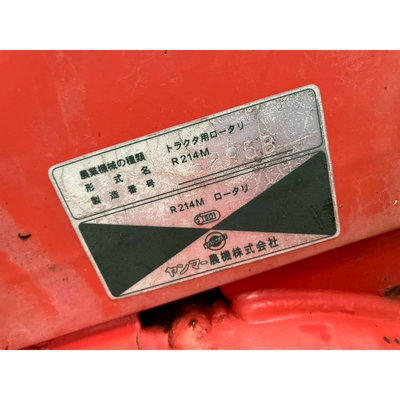 農業機械の種類 トラクタ用ロータリ
形式名 R214M
製造番号
R214M ロータリ
ヤンマー農機株式会社